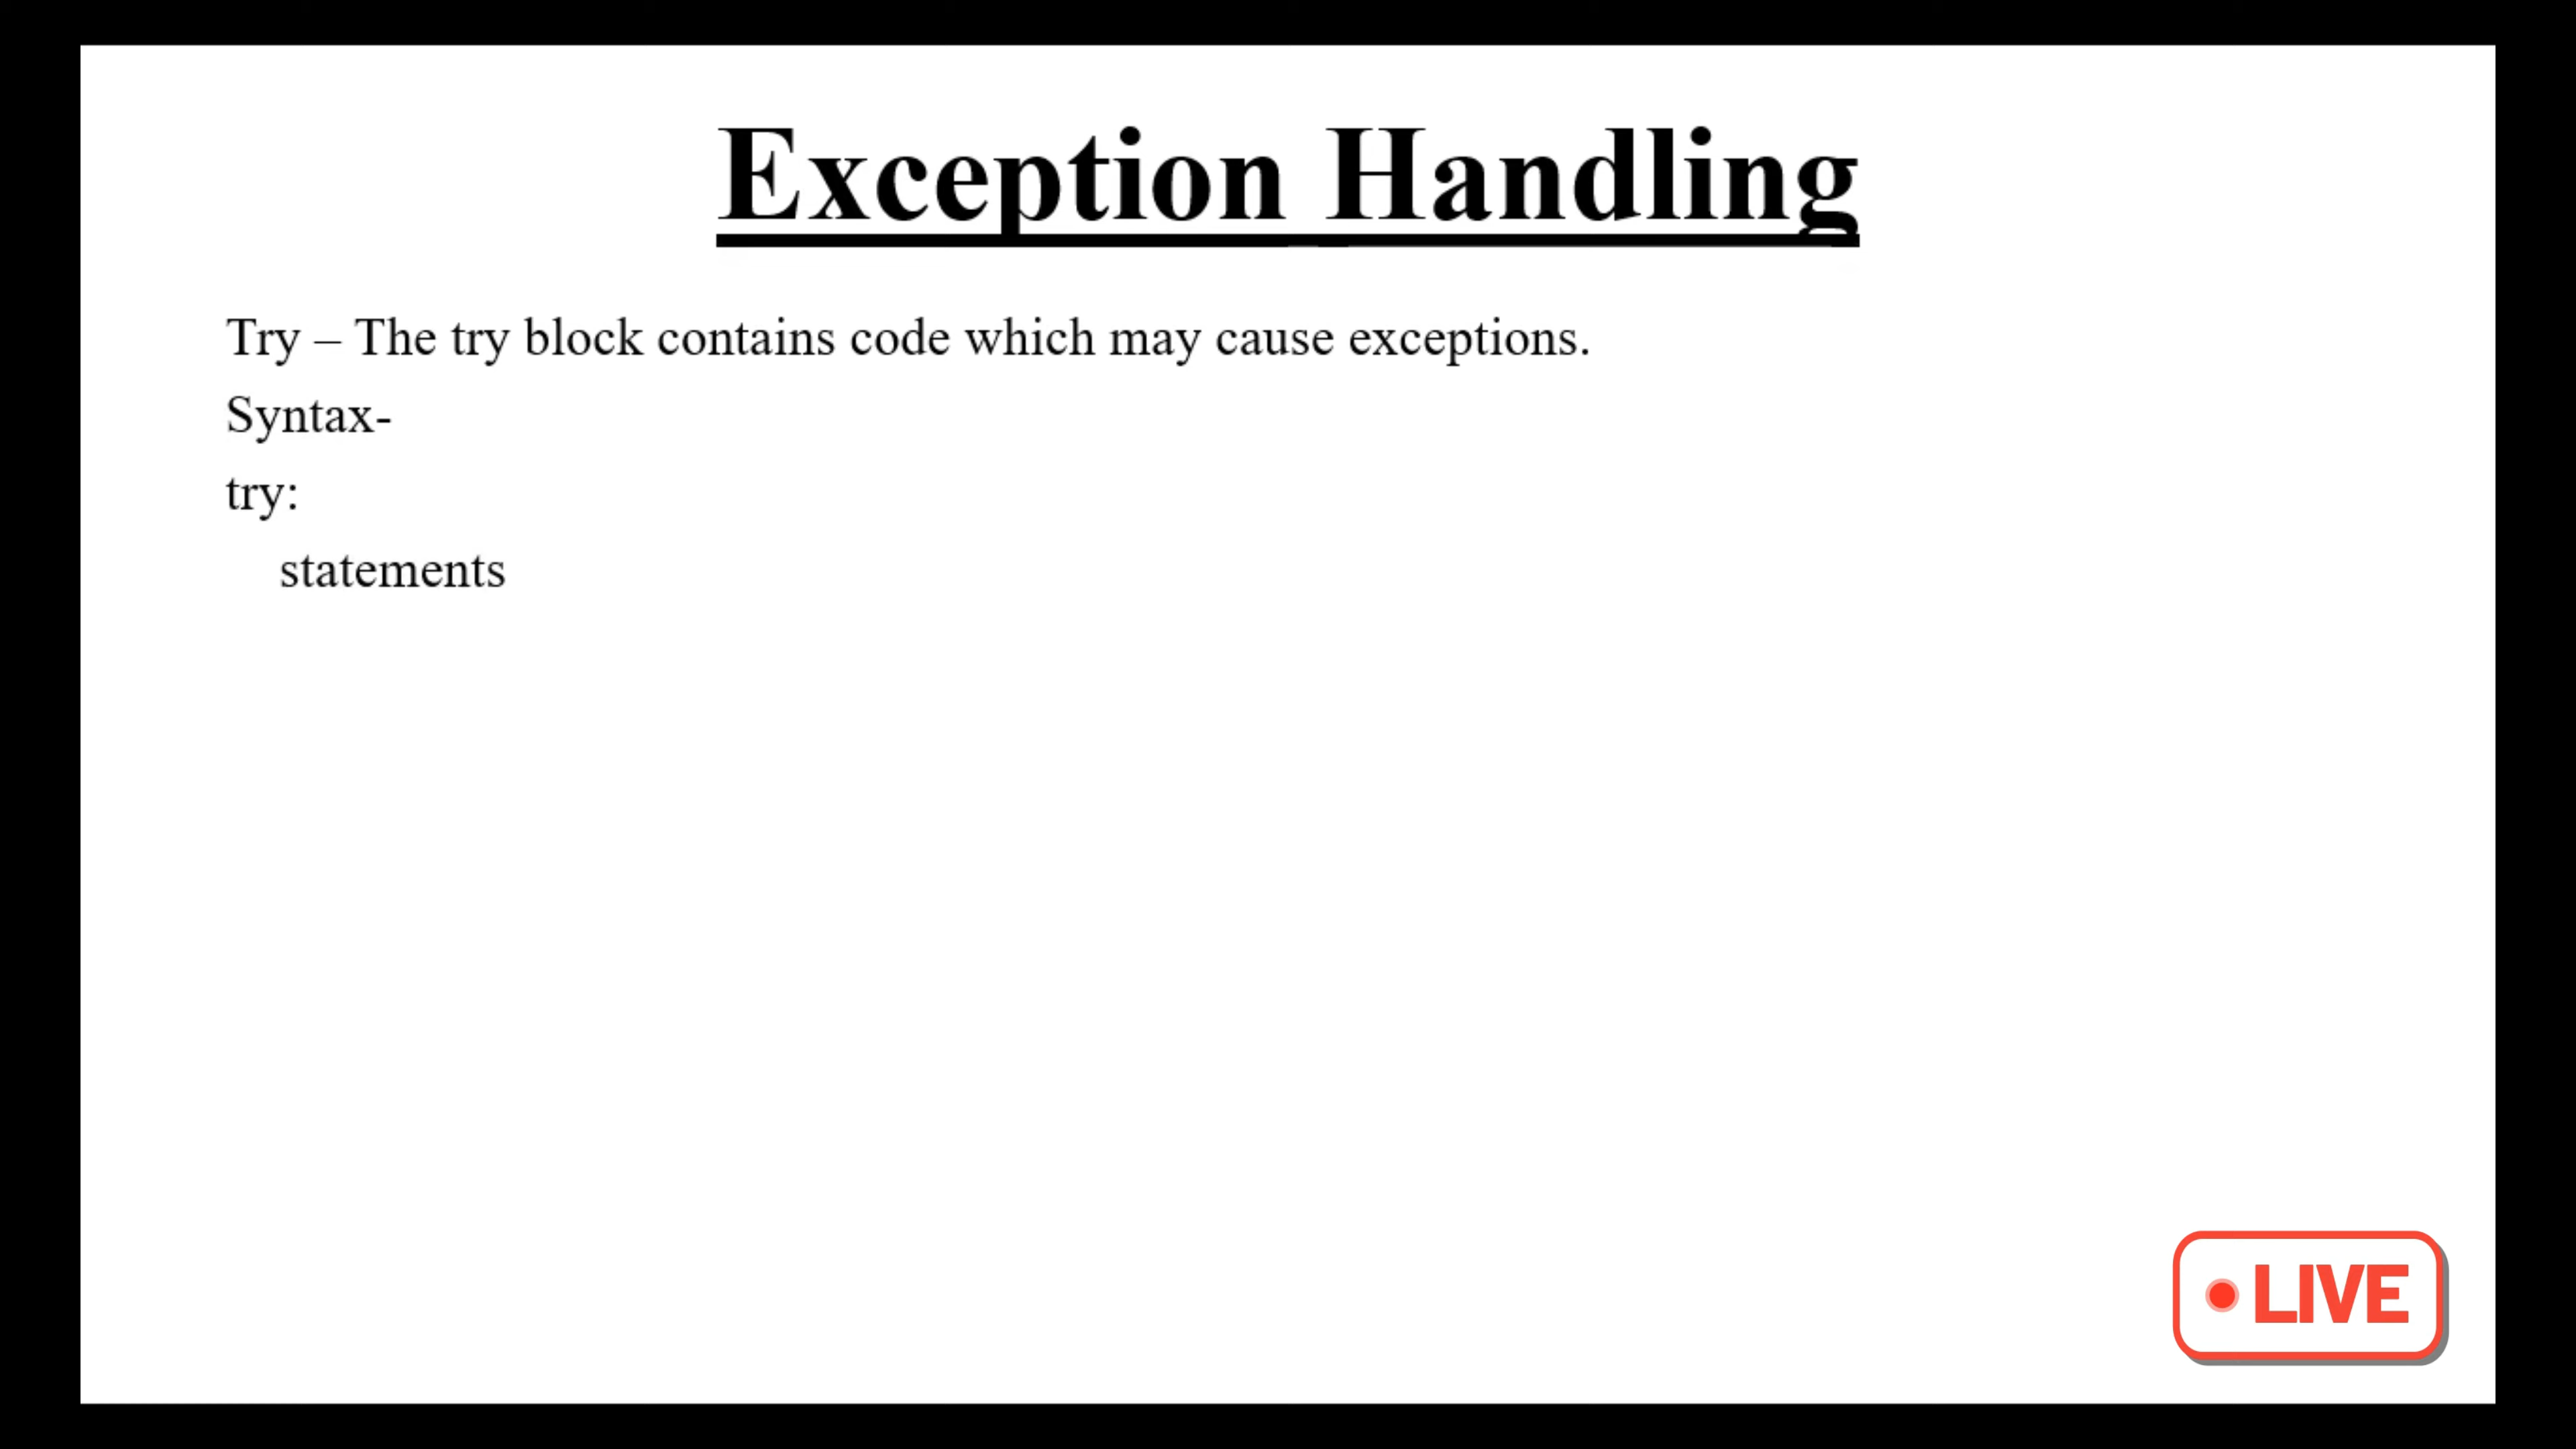 Exception Handling
Try – The try block contains code which may cause exceptions.
Syntax-
try:
statements
LIVE